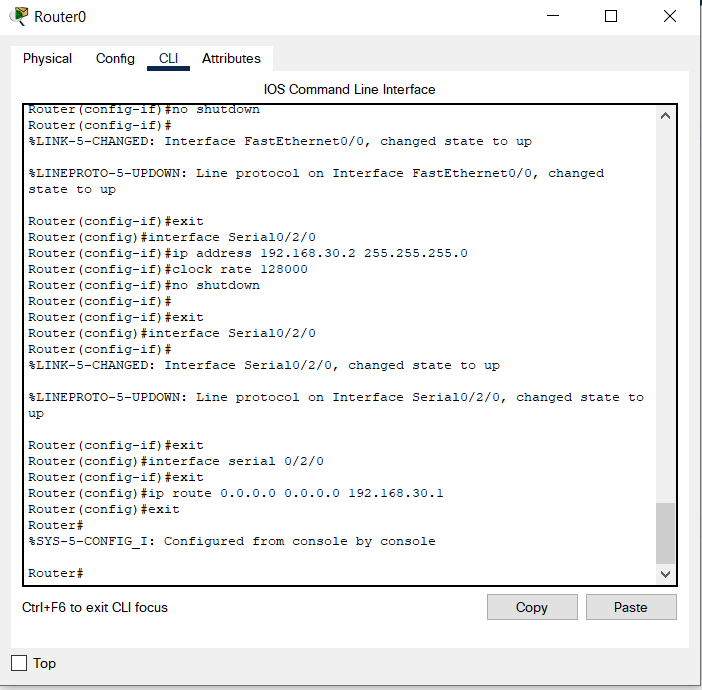 Router0
Physical Config CLI Attributes
IOS Command Line Interface
Router(config-if)#no shutdown
Router(config-if)#
%LINK-5-CHANGED: Interface FastEthernet0/0, changed state to up
%LINEPROTO-5-UPDOWN: Line protocol on Interface FastEthernet0/0, changed
state to up
Router(config-if)#exit
Router(config)#interface Serial0/2/0
Router(config-if)#ip address 192.168.30.2 255.255.255.0
Router(config-if)#clock rate 128000
Router(config-if)#no shutdown
Router(config-if)#
Router(config-if)#exit
Router(config)#interface Serial0/2/0
Router(config-if)#
%LINK-5-CHANGED: Interface Serial0/2/0, changed state to up
%LINEPROTO-5-UPDOWN: Line protocol on Interface Serial0/2/0, changed state to
up
Router(config-if)#exit
Router(config)#interface serial 0/2/0
Router(config-if)#exit
Router(config)#ip route 0.0.0.0 0.0.0.0 192.168.30.1
Router(config)#exit
Router#
%SYS-5-CONFIG_I: Configured from console by console
Router#
Ctrl+F6 to exit CLI focus
Copy Paste
Top